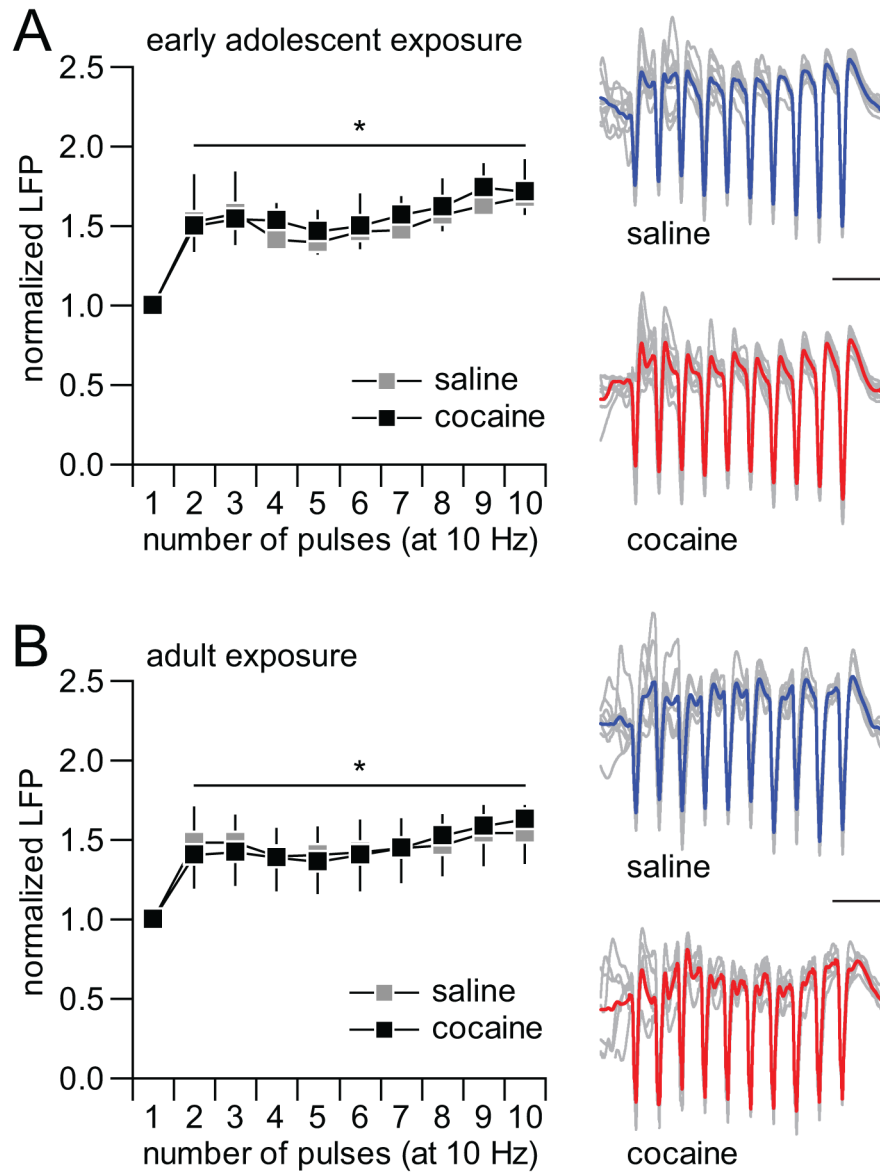 A
early adolescent exposure
normalized LFP
2.5
2.0
1.5
1.0
0.5
0.0
*
saline
cocaine
1 2 3 4 5 6 7 8 9 10
number of pulses (at 10 Hz)
saline
cocaine
B
adult exposure
normalized LFP
2.5
2.0
1.5
1.0
0.5
0.0
*
saline
cocaine
1 2 3 4 5 6 7 8 9 10
number of pulses (at 10 Hz)
saline
cocaine